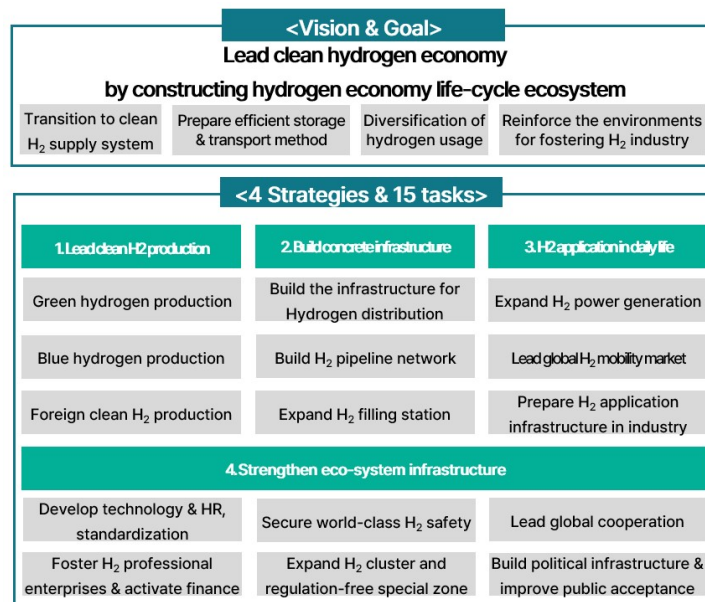 <Vision & Goal>
Lead clean hydrogen economy
by constructing hydrogen economy life-cycle ecosystem
Transition to clean
H₂ supply system
Prepare efficient storage
& transport method
Diversification of
hydrogen usage
Reinforce the environments
for fostering H₂ industry
<4 Strategies & 15 tasks>
1. Lead clean H2 production
2. Build concrete infrastructure
3. H2 application in daily life
Green hydrogen production
Build the infrastructure for
Hydrogen distribution
Expand H₂ power generation
Blue hydrogen production
Build H₂ pipeline network
Lead global H₂ mobility market
Foreign clean H₂ production
Expand H₂ filling station
Prepare H₂ application
infrastructure in industry
4. Strengthen eco-system infrastructure
Develop technology & HR,
standardization
Secure world-class H₂ safety
Lead global cooperation
Foster H₂ professional
enterprises & activate finance
Expand H₂ cluster and
regulation-free special zone
Build political infrastructure &
improve public acceptance